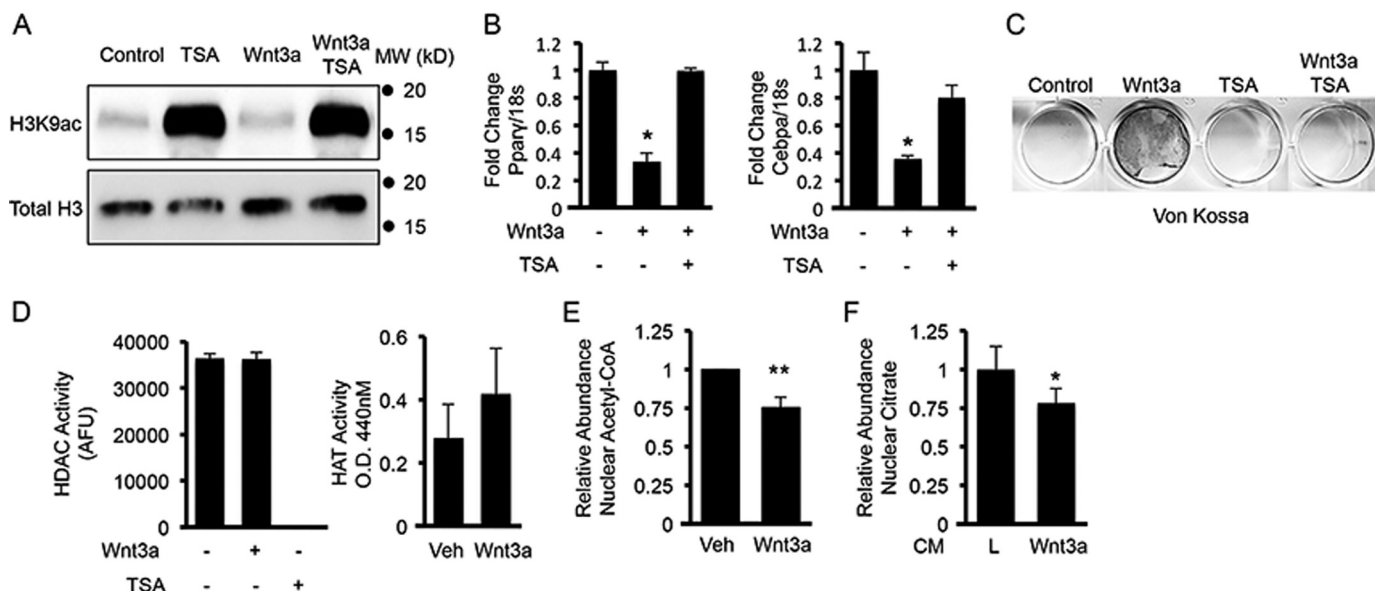 A
Control TSA Wnt3a Wnt3a TSA MW (kD)
H3K9ac
20
15
Total H3
20
15
B
Fold Change
Pparγ/18s
1.2
1
0.8
0.6
0.4
0.2
0
*
Wnt3a - + +
TSA - - +
Fold Change
Cebpa/18s
1.2
1
0.8
0.6
0.4
0.2
0
*
Wnt3a - + +
TSA - - +
C
Control Wnt3a TSA Wnt3a TSA
Von Kossa
D
HDAC Activity
(AFU)
40000
30000
20000
10000
0
Wnt3a - + -
TSA - - +
HAT Activity
O.D. 440nM
0.6
0.4
0.2
0
Veh Wnt3a
E
Relative Abundance
Nuclear Acetyl-CoA
1.25
1
0.75
0.5
0.25
0
**
Veh Wnt3a
F
Relative Abundance
Nuclear Citrate
1.25
1
0.75
0.5
0.25
0
*
CM L Wnt3a